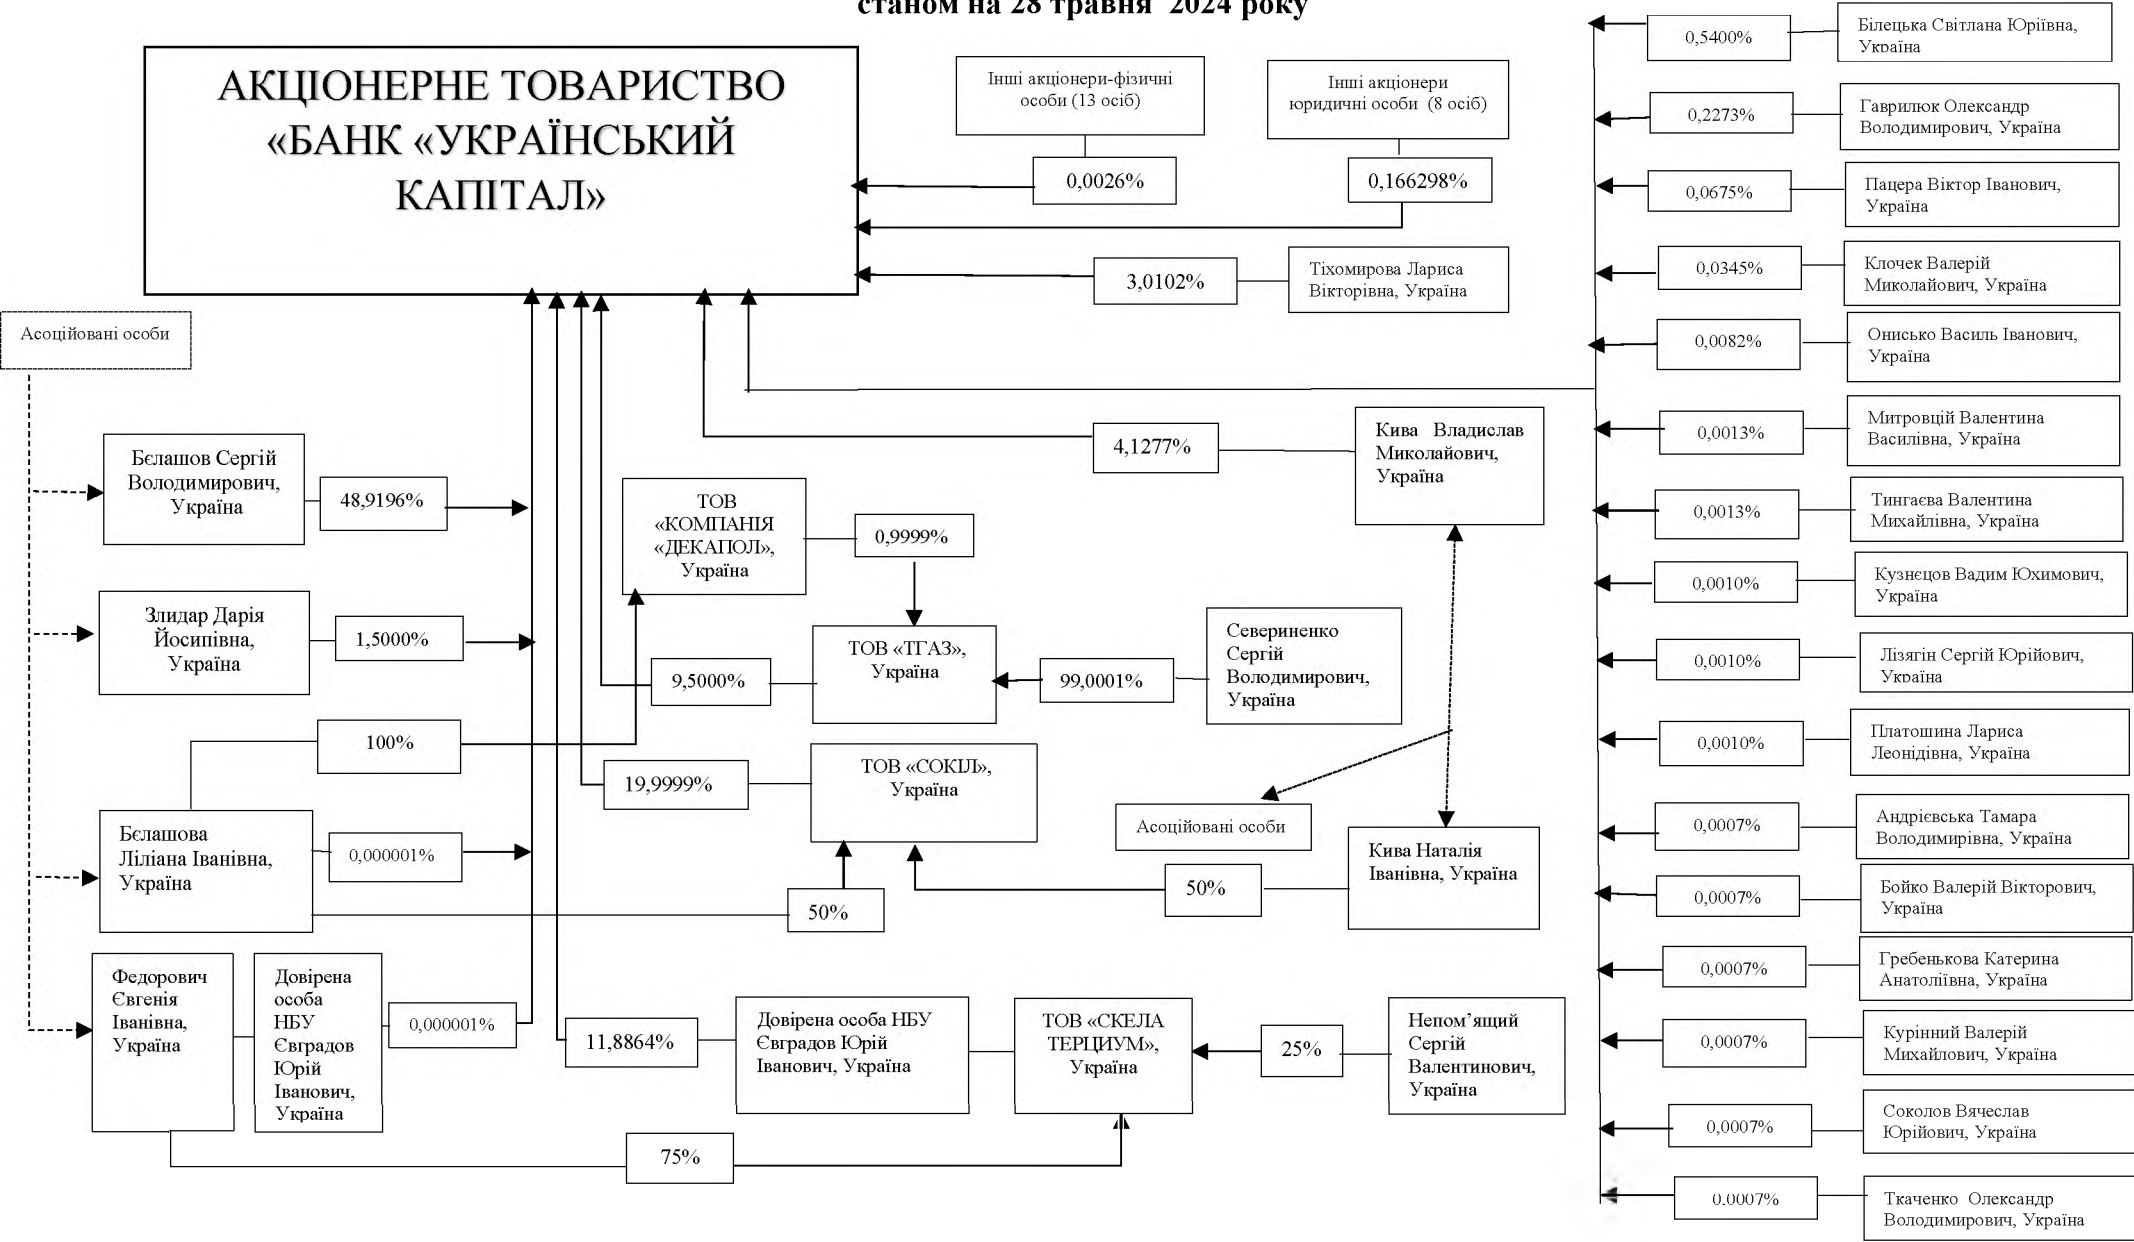 станом на 28 травня 2024 року
АКЦІОНЕРНЕ ТОВАРИСТВО
«БАНК «УКРАЇНСЬКИЙ
КАПІТАЛ»
Інші акціонери-фізичні
особи (13 осіб)
0,0026%
Інші акціонери
юридичні особи (8 осіб)
0,166298%
3,0102%
Тіхомирова Лариса
Вікторівна, Україна
Асоційовані особи
Бєлашов Сергій
Володимирович,
Україна
48,9196%
Злидар Дарія
Йосипівна,
Україна
1,5000%
100%
Бєлашова
Ліліана Іванівна,
Україна
0,000001%
50%
Федорович
Євгенія
Іванівна,
Україна
Довірена
особа
НБУ
Євградов
Юрій
Іванович,
Україна
0,000001%
75%
ТОВ
«КОМПАНІЯ
«ДЕКАПОЛ»,
Україна
0,9999%
4,1277%
Кива Владислав
Миколайович,
Україна
9,5000%
ТОВ «ТГАЗ»,
Україна
99,0001%
Севериненко
Сергій
Володимирович,
Україна
19,9999%
ТОВ «СОКІЛ»,
Україна
Асоційовані особи
50%
Кива Наталія
Іванівна, Україна
11,8864%
Довірена особа НБУ
Євградов Юрій
Іванович, Україна
ТОВ «СКЕЛА
ТЕРЦИУМ»,
Україна
25%
Непом’ящий
Сергій
Валентинович,
Україна
0,5400%
Білецька Світлана Юріївна,
Україна
0,2273%
Гаврилюк Олександр
Володимирович, Україна
0,0675%
Пацера Віктор Іванович,
Україна
0,0345%
Клочек Валерій
Миколайович, Україна
0,0082%
Онисько Василь Іванович,
Україна
0,0013%
Митровцій Валентина
Василівна, Україна
0,0013%
Тингаєва Валентина
Михайлівна, Україна
0,0010%
Кузнєцов Вадим Юхимович,
Україна
0,0010%
Лізягін Сергій Юрійович,
Україна
0,0010%
Платошина Лариса
Леонідівна, Україна
0,0007%
Андрієвська Тамара
Володимирівна, Україна
0,0007%
Бойко Валерій Вікторович,
Україна
0,0007%
Гребенькова Катерина
Анатоліївна, Україна
0,0007%
Курінний Валерій
Михайлович, Україна
0,0007%
Соколов Вячеслав
Юрійович, Україна
0,0007%
Ткаченко Олександр
Володимирович, Україна